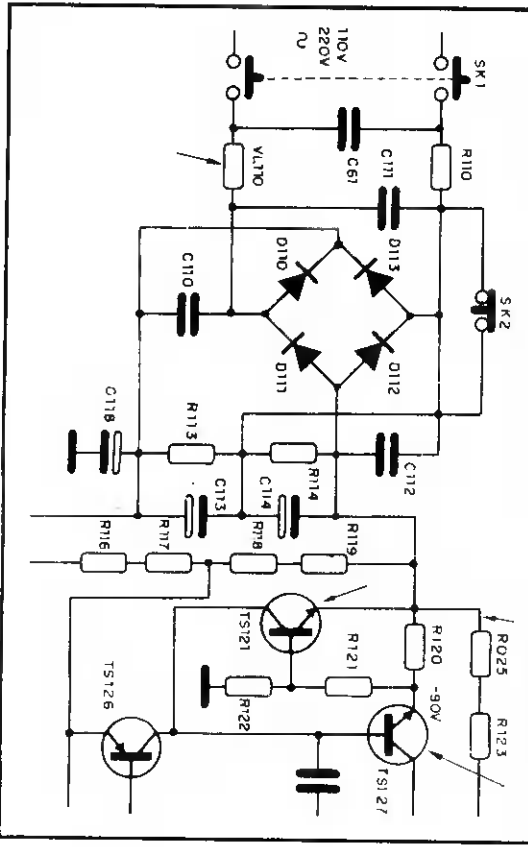 SK1
110V
220V
∿
R110
VL110
C61
C111
SK2
D110
D113
D111
D112
C110
C112
C118
R113
R114
C113
C114
R116
R117
R118
R119
TS121
R120
R121
R122
-90V
R025
R123
TS126
TS127